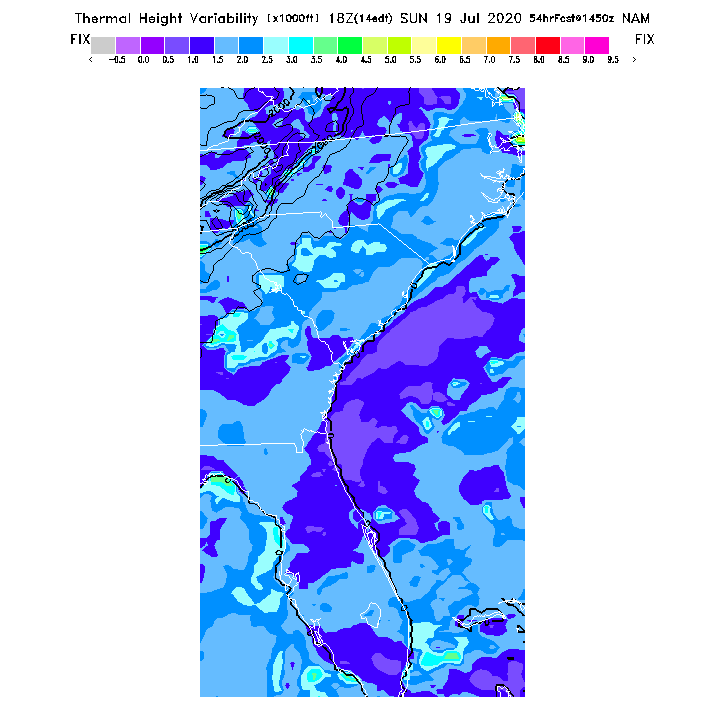 Thermal Height Variability [x1000ft] 18Z(14edt) SUN 19 Jul 2020 54hrFcst@1450z NAM
FIX FIX
< -0.5 0.0 0.5 1.0 1.5 2.0 2.5 3.0 3.5 4.0 4.5 5.0 5.5 6.0 6.5 7.0 7.5 8.0 8.5 9.0 9.5 >